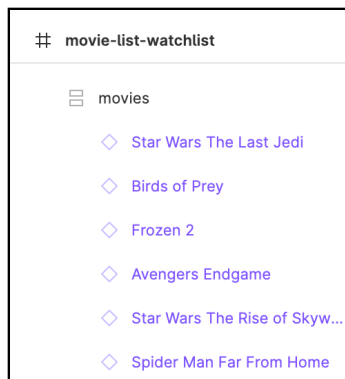 movie-list-watchlist
movies
Star Wars The Last Jedi
Birds of Prey
Frozen 2
Avengers Endgame
Star Wars The Rise of Skyw...
Spider Man Far From Home